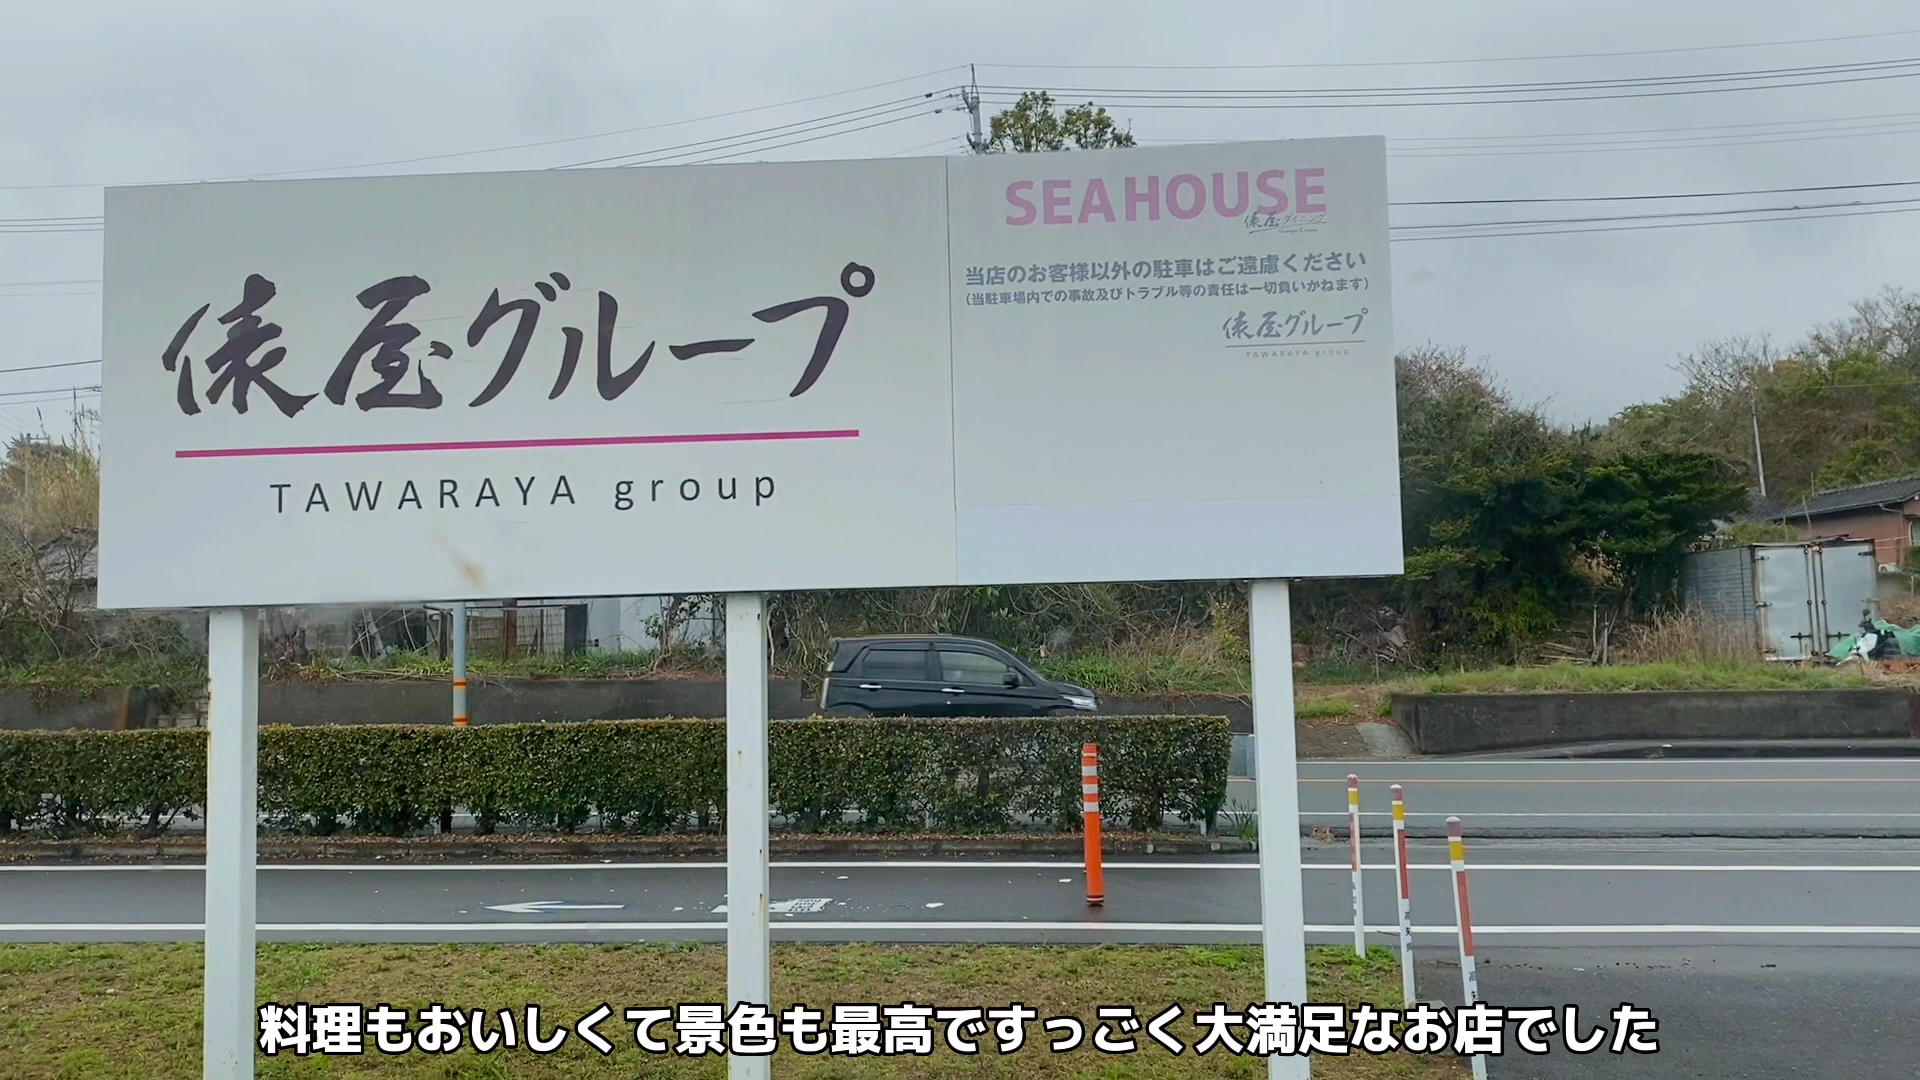 俵屋グループ
TAWARAYA group
SEAHOUSE
俵屋ダイニング
当店のお客様以外の駐車はご遠慮ください
（当駐車場内での事故及びトラブル等の責任は一切負いかねます）
俵屋グループ
TAWARAYA group
料理もおいしくて景色も最高ですっごく大満足なお店でした